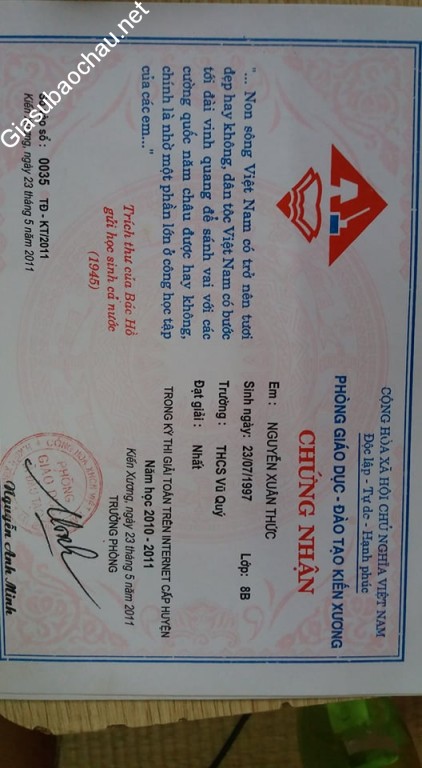 Giasubaochau.net
"... Non sông Việt Nam có trở nên tươi
đẹp hay không, dân tộc Việt Nam có bước
tới đài vinh quang để sánh vai với các
cường quốc năm châu được hay không,
chính là nhờ một phần lớn ở công học tập
của các em..."
Trích thư của Bác Hồ
gửi học sinh cả nước
(1945)
số : 0035 TĐ - KT/2011
Kiến Xương, ngày 23 tháng 5 năm 2011
CỘNG HÒA XÃ HỘI CHỦ NGHĨA VIỆT NAM
Độc lập - Tự do - Hạnh phúc
PHÒNG GIÁO DỤC - ĐÀO TẠO KIẾN XƯƠNG
CHỨNG NHẬN
Em : NGUYỄN XUÂN THỨC
Sinh ngày: 23/07/1997 Lớp: 8B
Trường : THCS Vũ Quý
Đạt giải : Nhất
TRONG KỲ THI GIẢI TOÁN TRÊN INTERNET CẤP HUYỆN
Năm học 2010 - 2011
Kiến Xương, ngày 23 tháng 5 năm 2011
TRƯỞNG PHÒNG
PHÒNG
GIÁO
Nguyễn Anh Minh